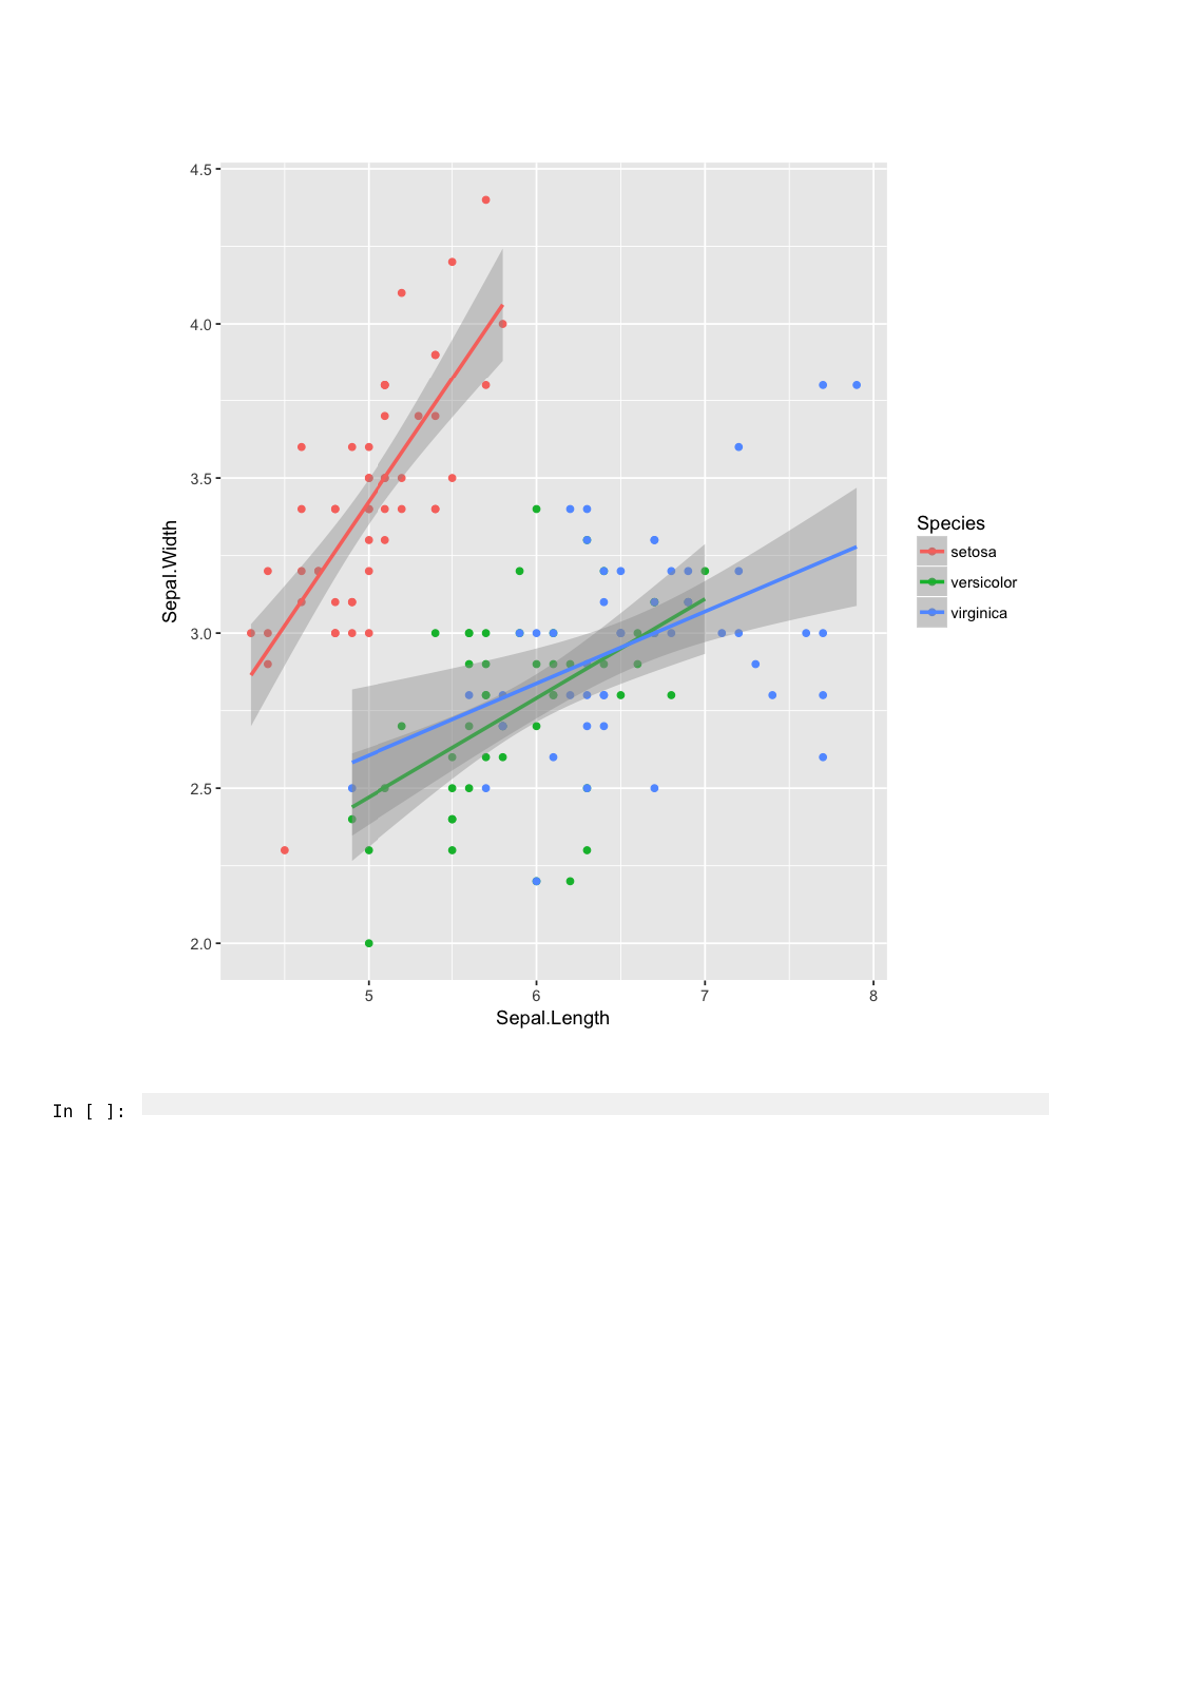 4.5
4.0
3.5
3.0
2.5
2.0
Sepal.Width
5 6 7 8
Sepal.Length
Species
setosa
versicolor
virginica
In [ ]: